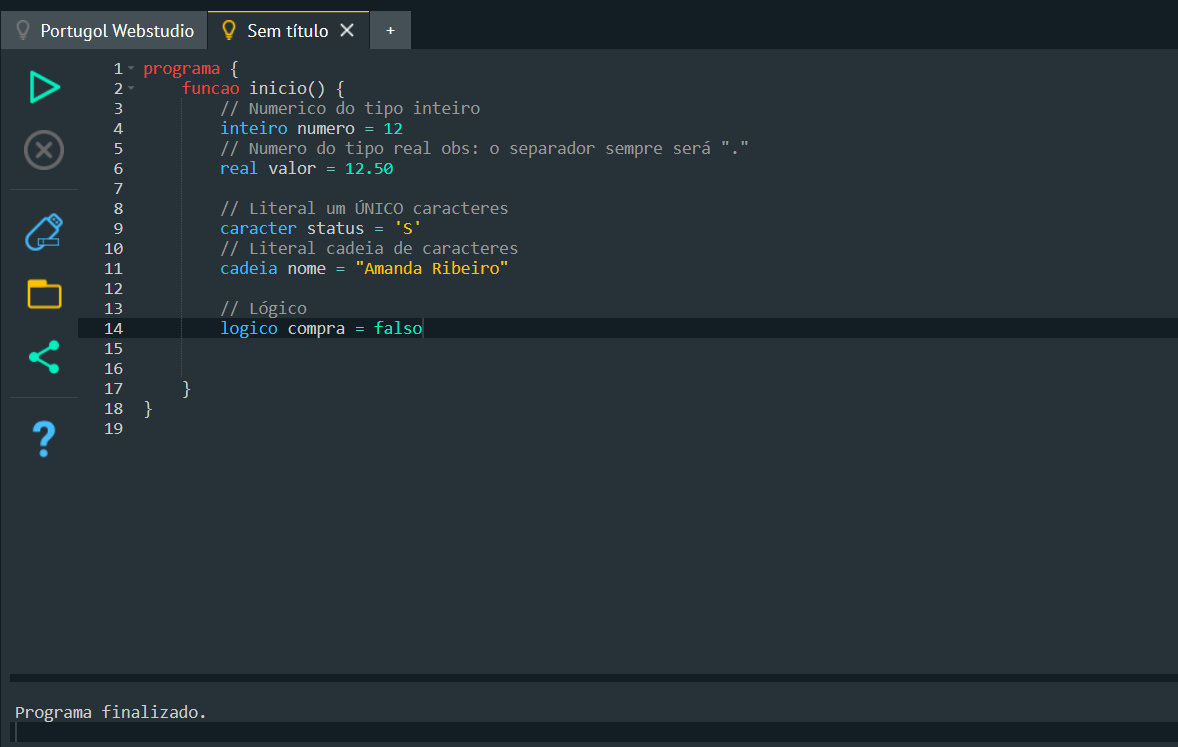 Portugol Webstudio Sem título ✕ +
1 programa {
2 funcao inicio() {
3 // Numerico do tipo inteiro
4 inteiro numero = 12
5 // Numero do tipo real obs: o separador sempre será "."
6 real valor = 12.50
7
8 // Literal um ÚNICO caracteres
9 caracter status = 'S'
10 // Literal cadeia de caracteres
11 cadeia nome = "Amanda Ribeiro"
12
13 // Lógico
14 logico compra = falso
15
16
17 }
18 }
19
?
Programa finalizado.